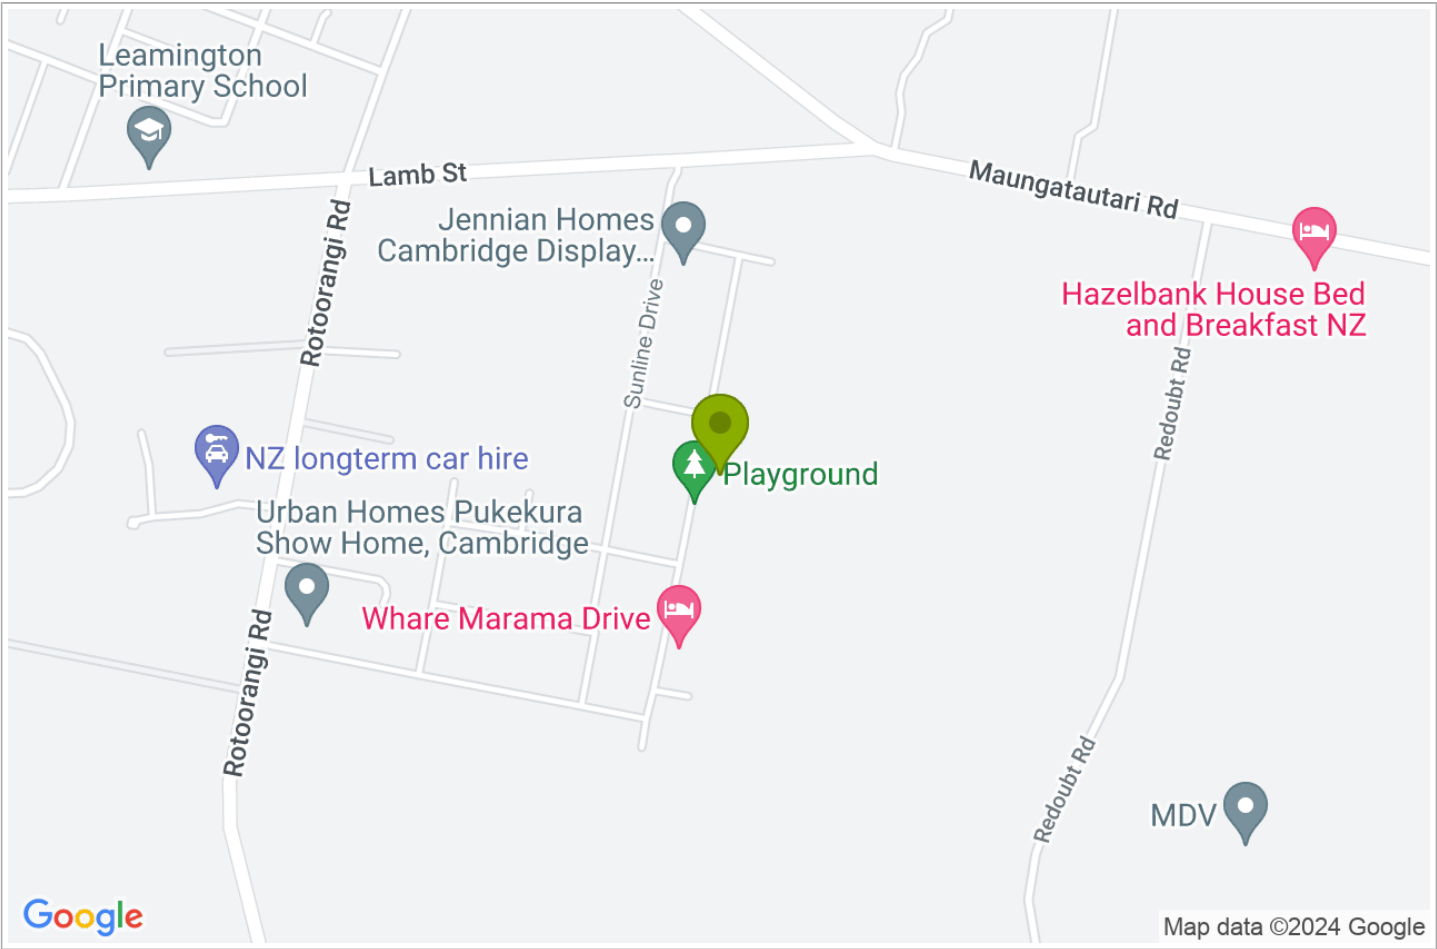 Leamington
Primary School
Lamb St
Maungatautari Rd
Rotoorangi Rd
Jennian Homes
Cambridge Display...
Sunline Drive
Hazelbank House Bed
and Breakfast NZ
Redoubt Rd
NZ longterm car hire
Playground
Urban Homes Pukekura
Show Home, Cambridge
Whare Marama Drive
Rotoorangi Rd
Redoubt Rd
MDV
Google
Map data ©2024 Google